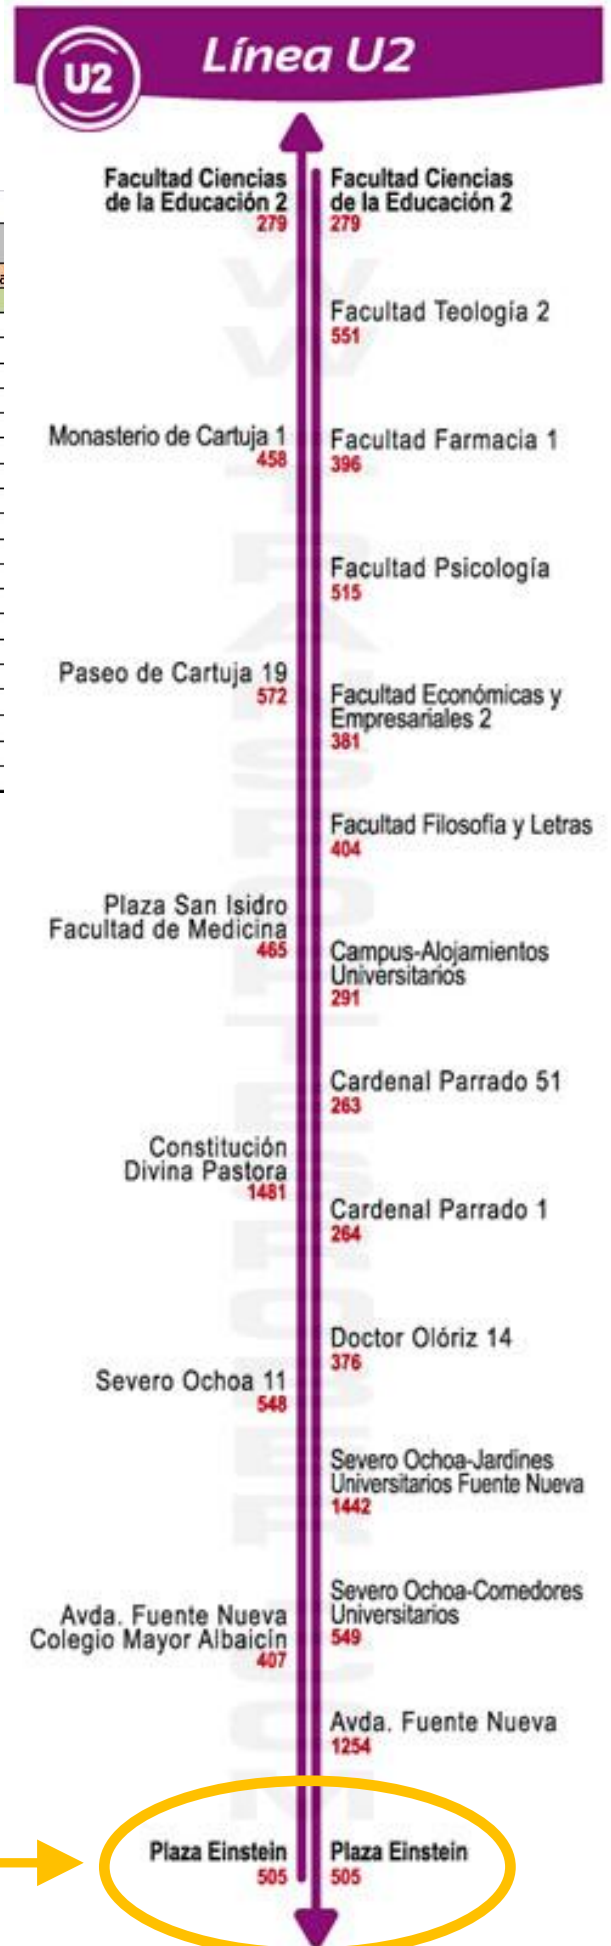 U2
Línea U2
Facultad Ciencias
de la Educación 2
279
Facultad Ciencias
de la Educación 2
279
Facultad Teología 2
551
Monasterio de Cartuja 1
458
Facultad Farmacia 1
396
Facultad Psicología
515
Paseo de Cartuja 19
572
Facultad Económicas y
Empresariales 2
381
Facultad Filosofía y Letras
404
Plaza San Isidro
Facultad de Medicina
465
Campus-Alojamientos
Universitarios
291
Cardenal Parrado 51
263
Constitución
Divina Pastora
1481
Cardenal Parrado 1
264
Doctor Olóriz 14
376
Severo Ochoa 11
548
Severo Ochoa-Jardines
Universitarios Fuente Nueva
1442
Severo Ochoa-Comedores
Universitarios
549
Avda. Fuente Nueva
Colegio Mayor Albaicín
407
Avda. Fuente Nueva
1254
Plaza Einstein
505
Plaza Einstein
505